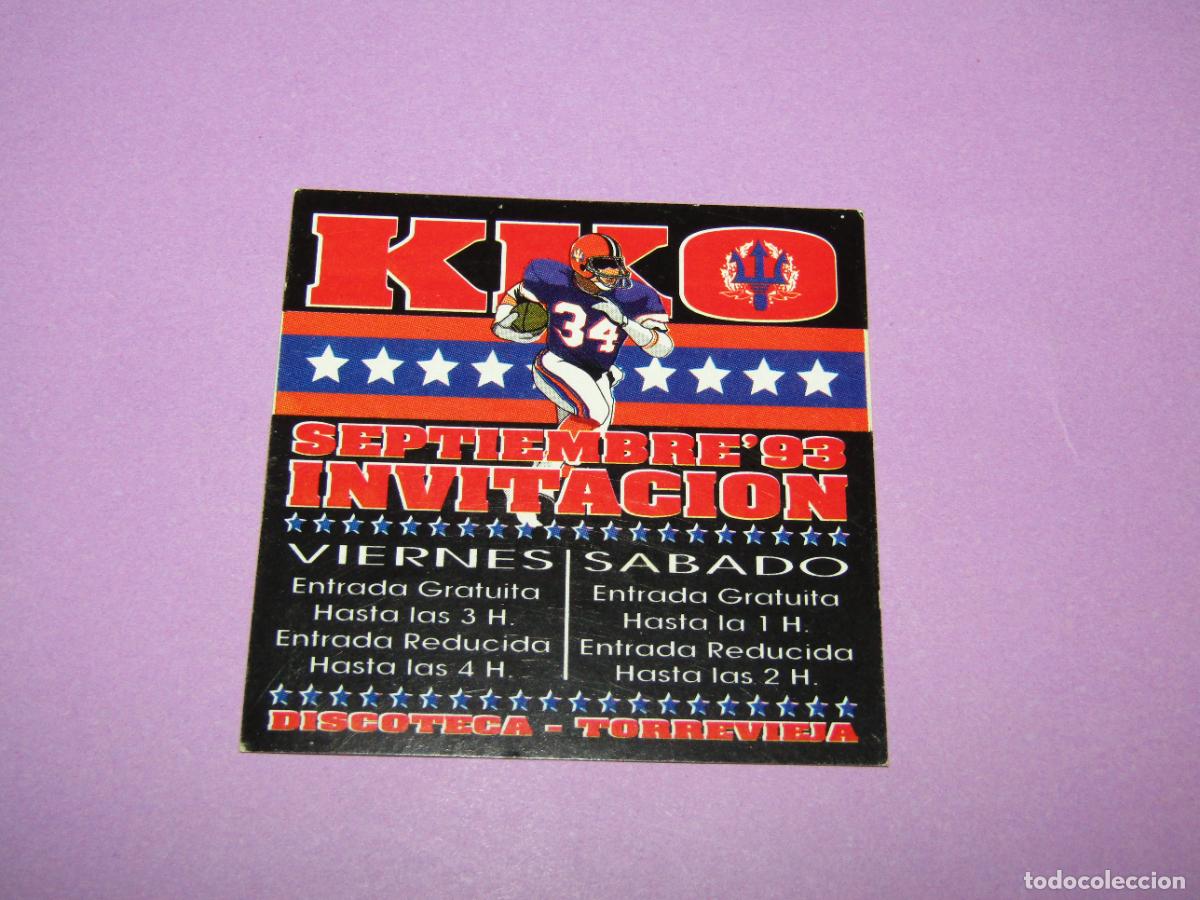 KKO
34
SEPTIEMBRE'93
INVITACION
VIERNES
Entrada Gratuita
Hasta las 3 H.
Entrada Reducida
Hasta las 4 H.
SABADO
Entrada Gratuita
Hasta la 1 H.
Entrada Reducida
Hasta las 2 H.
DISCOTECA - TORREVIEJA
todocoleccion